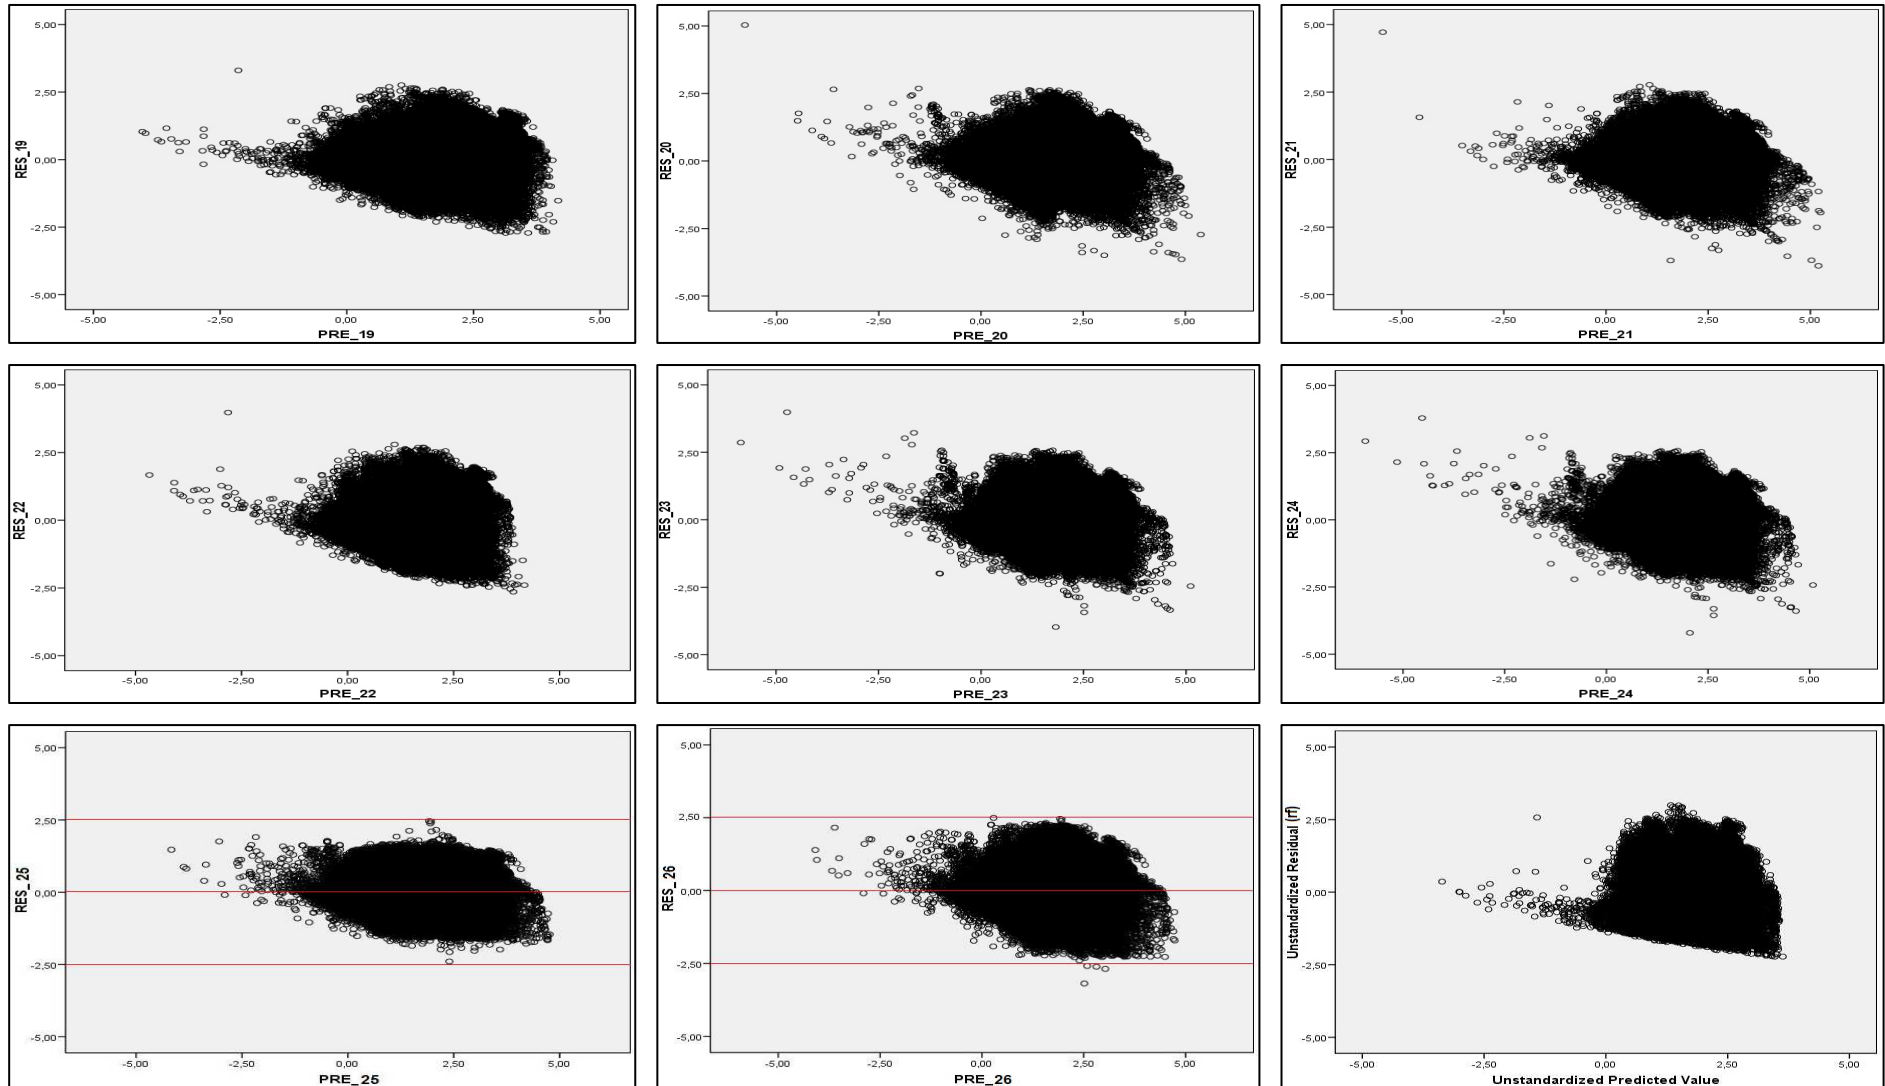 5,00
2,50
0,00
-2,50
-5,00
RES_19
-5,00 -2,50 0,00 2,50 5,00
PRE_19
5,00
2,50
0,00
-2,50
-5,00
RES_20
-5,00 -2,50 0,00 2,50 5,00
PRE_20
5,00
2,50
0,00
-2,50
-5,00
RES_21
-5,00 -2,50 0,00 2,50 5,00
PRE_21
5,00
2,50
0,00
-2,50
-5,00
RES_22
-5,00 -2,50 0,00 2,50 5,00
PRE_22
5,00
2,50
0,00
-2,50
-5,00
RES_23
-5,00 -2,50 0,00 2,50 5,00
PRE_23
5,00
2,50
0,00
-2,50
-5,00
RES_24
-5,00 -2,50 0,00 2,50 5,00
PRE_24
5,00
2,50
0,00
-2,50
-5,00
RES_25
-5,00 -2,50 0,00 2,50 5,00
PRE_25
5,00
2,50
0,00
-2,50
-5,00
RES_26
-5,00 -2,50 0,00 2,50 5,00
PRE_26
5,00
2,50
0,00
-2,50
-5,00
Unstandardized Residual (rf)
-5,00 -2,50 0,00 2,50 5,00
Unstandardized Predicted Value